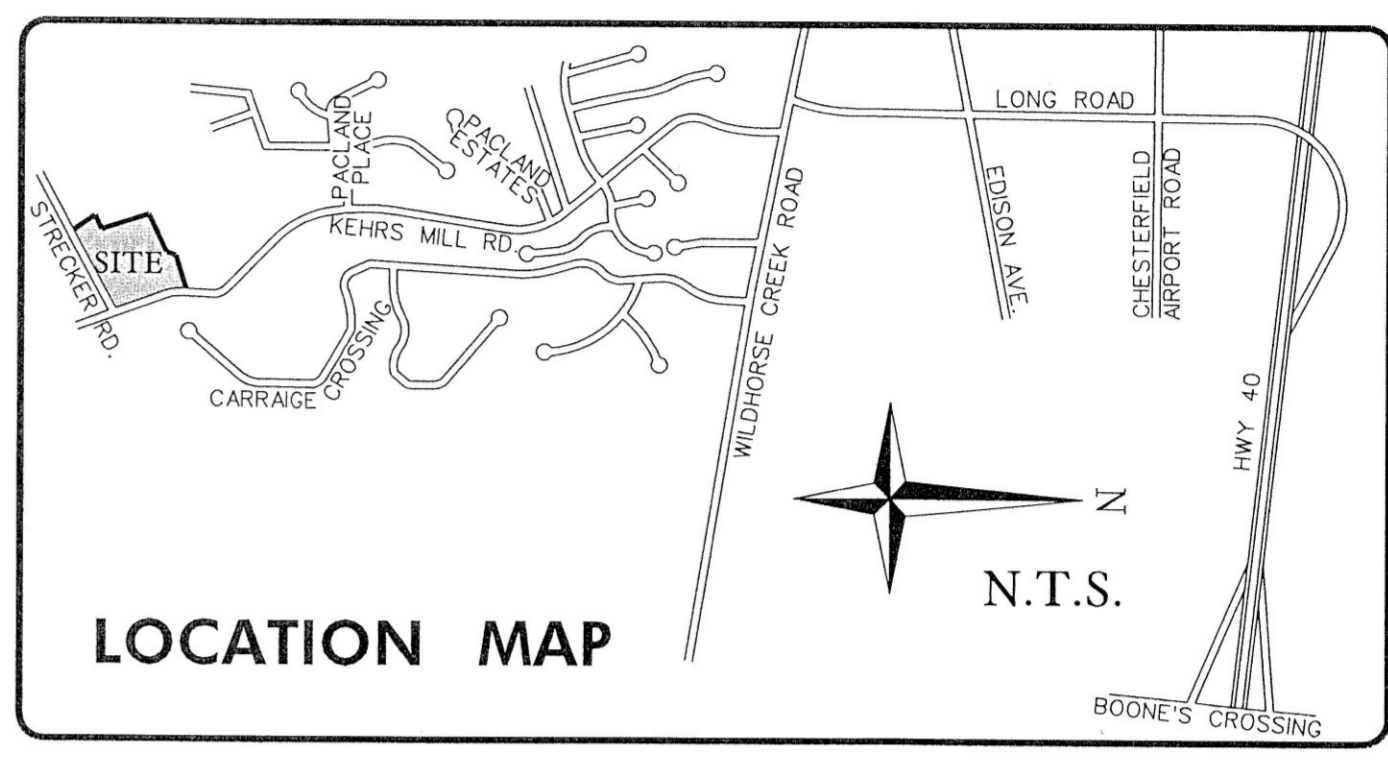 LONG ROAD
PACLAND
PLACE
PACLAND
ESTATES
EDISON AVE.
CHESTERFIELD
AIRPORT ROAD
STRECKER RD.
SITE
KEHRS MILL RD.
WILDHORSE CREEK ROAD
CARRAIGE CROSSING
HWY 40
N
N.T.S.
LOCATION MAP
BOONE'S CROSSING